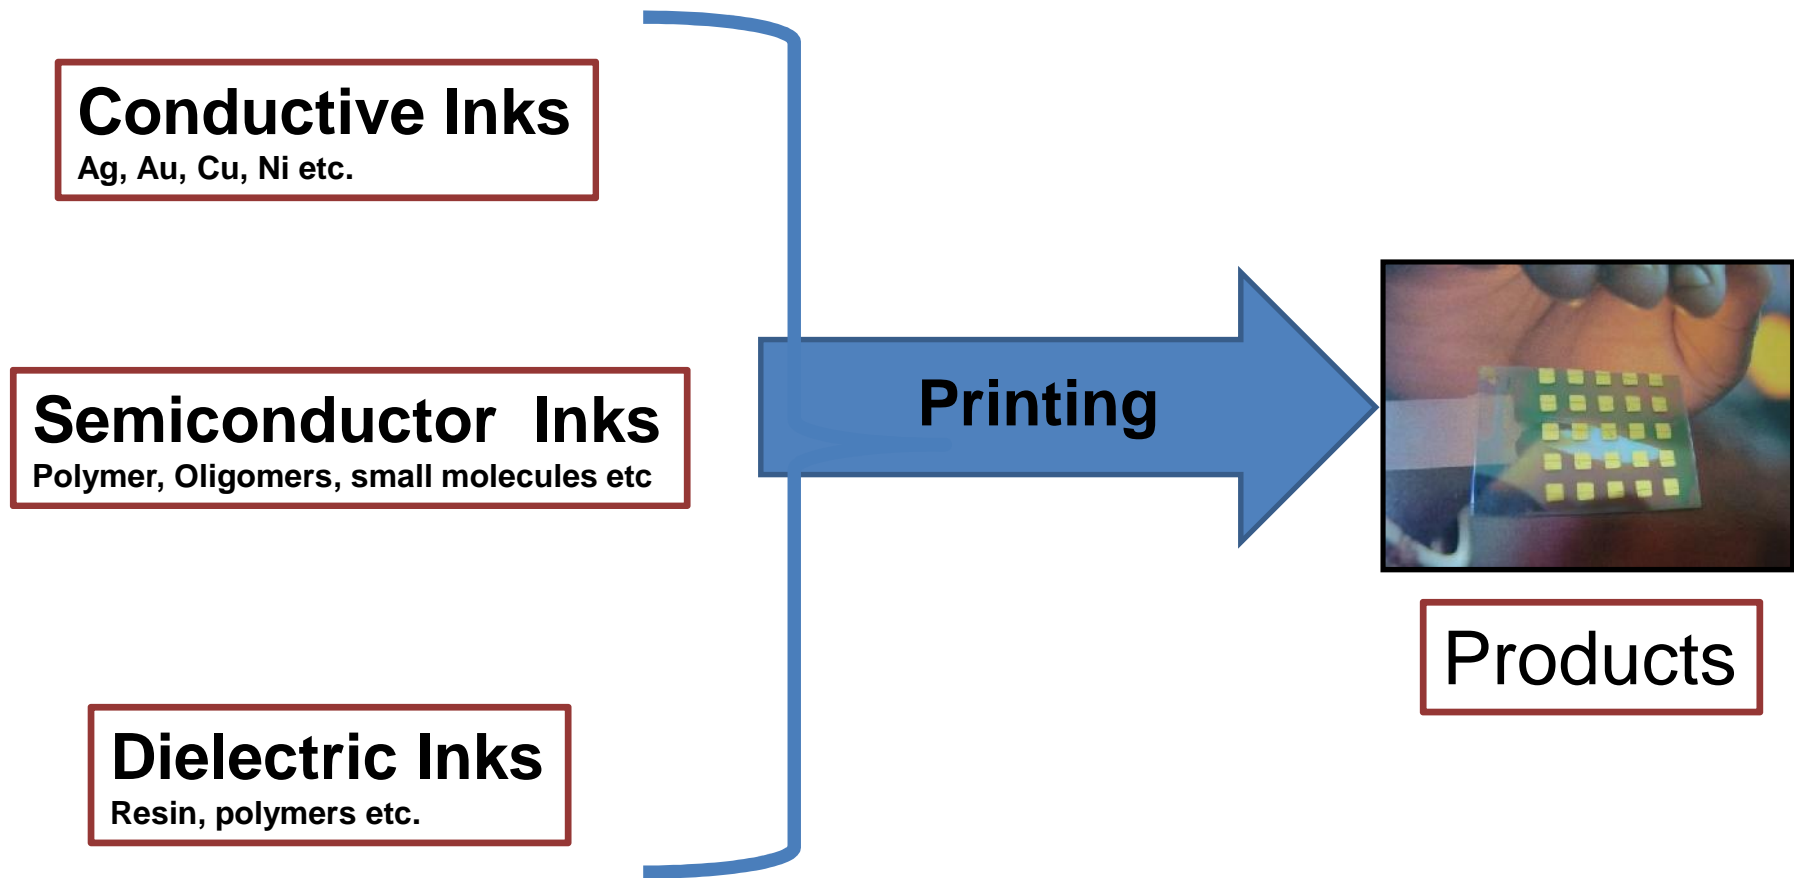 Conductive Inks
Ag, Au, Cu, Ni etc.
Semiconductor Inks
Polymer, Oligomers, small molecules etc
Dielectric Inks
Resin, polymers etc.
Printing
Products